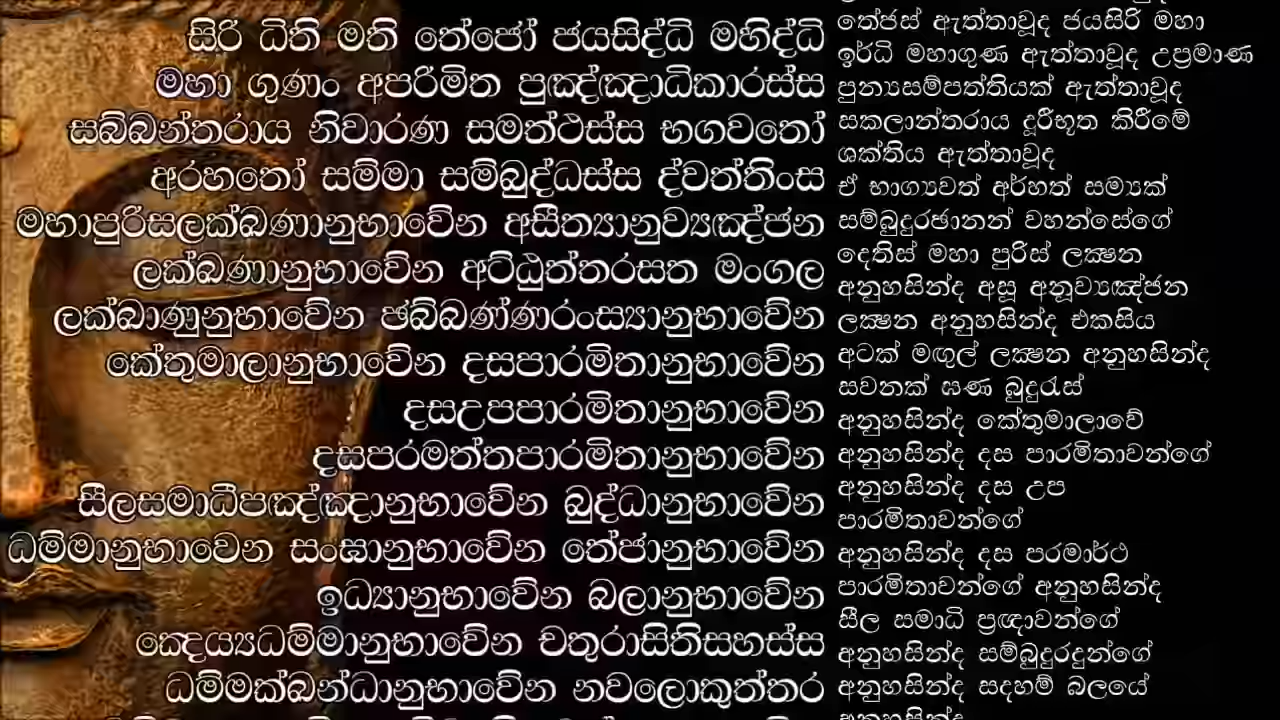 සිරි ධිති මති තේජෝ ජයසිද්ධි මහිද්ධි
මහා ගුණං අපරිමිත පුඤ්ඤාධිකාරස්ස
සබ්බන්තරාය නිවාරණ සමත්ථස්ස භගවතෝ
අරහතෝ සම්මා සම්බුද්ධස්ස ද්වත්තිංස
මහාපුරිසලක්ඛණානුභාවේන අසීත්‍යානුව්‍යඤ්ජන
ලක්ඛණානුභාවේන අට්ඨුත්තරසත මංගල
ලක්ඛාණුනුභාවේන ඡබ්බණ්ණරංස්‍යානුභාවේන
කේතුමාලානුභාවේන දසපාරමිතානුභාවේන
දසඋපපාරමිතානුභාවේන
දසපරමත්තපාරමිතානුභාවේන
සීලසමාධිපඤ්ඤානුභාවේන බුද්ධානුභාවේන
ධම්මානුභාවෙන සංඝානුභාවේන තේජානුභාවේන
ඉධ්‍යානුභාවේන බලානුභාවේන
ඤෙය්‍යධම්මානුභාවේන චතුරාසිතිසහස්ස
ධම්මක්ඛන්ධානුභාවේන නවලොකුත්තර
තේජස් ඇත්තාවූද ජයසිරි මහා
ඉර්ධි මහාගුණ ඇත්තාවූද උප්‍රමාණ
පුන්‍යසම්පත්තියක් ඇත්තාවූද
සකලාන්තරාය දූරීභූත කිරීමේ
ශක්තිය ඇත්තාවූද
ඒ භාග්‍යවත් අර්හත් සම්‍යක්
සම්බුදුරඡානන් වහන්සේගේ
දෙතිස් මහා පුරිස් ලක්‍ෂන
අනුහසින්ද අසූ අනූව්‍යඤ්ජන
ලක්‍ෂන අනුහසින්ද එකසිය
අටක් මඟුල් ලක්‍ෂන අනුහසින්ද
සවනක් ඝණ බුදුරැස්
අනුහසින්ද කේතුමාලාවේ
අනුහසින්ද දස පාරමිතාවන්ගේ
අනුහසින්ද දස උප
පාරමිතාවන්ගේ
අනුහසින්ද දස පරමාර්ථ
පාරමිතාවන්ගේ අනුහසින්ද
සීල සමාධි ප්‍රඥාවන්ගේ
අනුහසින්ද සම්බුදුරදුන්ගේ
අනුහසින්ද සදහම් බලයේ